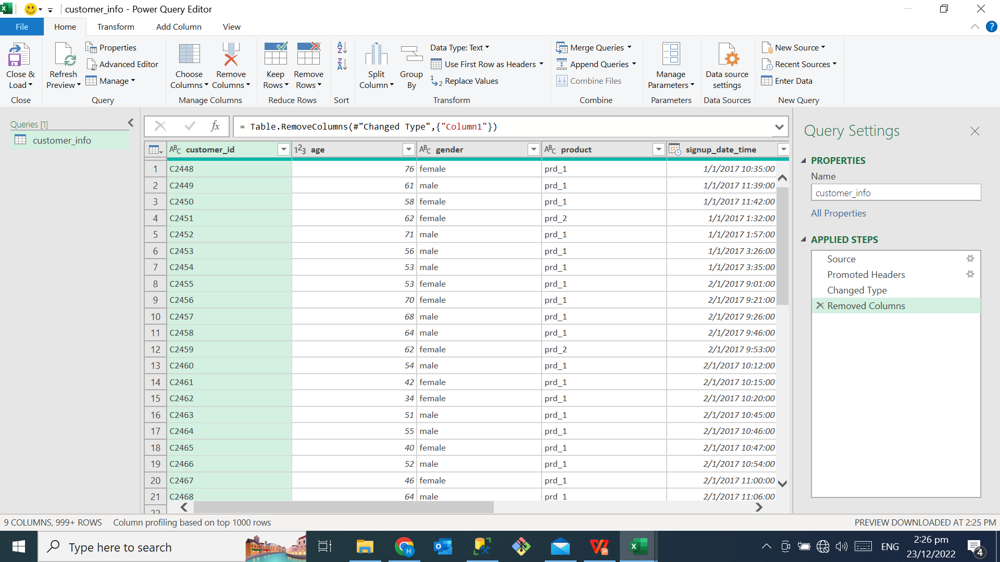 customer_info - Power Query Editor
File Home Transform Add Column View
Close & Load
Close
Refresh Preview
Properties
Advanced Editor
Manage
Query
Choose Columns
Remove Columns
Manage Columns
Keep Rows
Remove Rows
Reduce Rows
Sort
Split Column
Group By
Data Type: Text
Use First Row as Headers
Replace Values
Transform
Merge Queries
Append Queries
Combine Files
Combine
Manage Parameters
Parameters
Data source settings
Data Sources
New Source
Recent Sources
Enter Data
New Query
Queries [1]
customer_info
fx = Table.RemoveColumns(#"Changed Type",{"Column1"})
ABC customer_id 123 age ABC gender ABC product signup_date_time
1 C2448 76 female prd_1 1/1/2017 10:35:00
2 C2449 61 male prd_1 1/1/2017 11:39:00
3 C2450 58 female prd_1 1/1/2017 11:42:00
4 C2451 62 female prd_2 1/1/2017 1:32:00
5 C2452 71 male prd_1 1/1/2017 1:57:00
6 C2453 56 male prd_1 1/1/2017 3:26:00
7 C2454 53 male prd_1 1/1/2017 3:35:00
8 C2455 53 female prd_1 2/1/2017 9:01:00
9 C2456 70 female prd_1 2/1/2017 9:21:00
10 C2457 68 male prd_1 2/1/2017 9:26:00
11 C2458 64 male prd_1 2/1/2017 9:46:00
12 C2459 62 female prd_2 2/1/2017 9:53:00
13 C2460 54 male prd_1 2/1/2017 10:12:00
14 C2461 42 female prd_1 2/1/2017 10:15:00
15 C2462 34 female prd_1 2/1/2017 10:20:00
16 C2463 51 male prd_1 2/1/2017 10:45:00
17 C2464 55 male prd_1 2/1/2017 10:46:00
18 C2465 40 female prd_1 2/1/2017 10:47:00
19 C2466 52 male prd_1 2/1/2017 10:54:00
20 C2467 46 female prd_1 2/1/2017 11:00:00
21 C2468 64 male prd_1 2/1/2017 11:06:00
22
Query Settings
PROPERTIES
Name
customer_info
All Properties
APPLIED STEPS
Source
Promoted Headers
Changed Type
Removed Columns
9 COLUMNS, 999+ ROWS Column profiling based on top 1000 rows
PREVIEW DOWNLOADED AT 2:25 PM
Type here to search
ENG
2:26 pm
23/12/2022
4